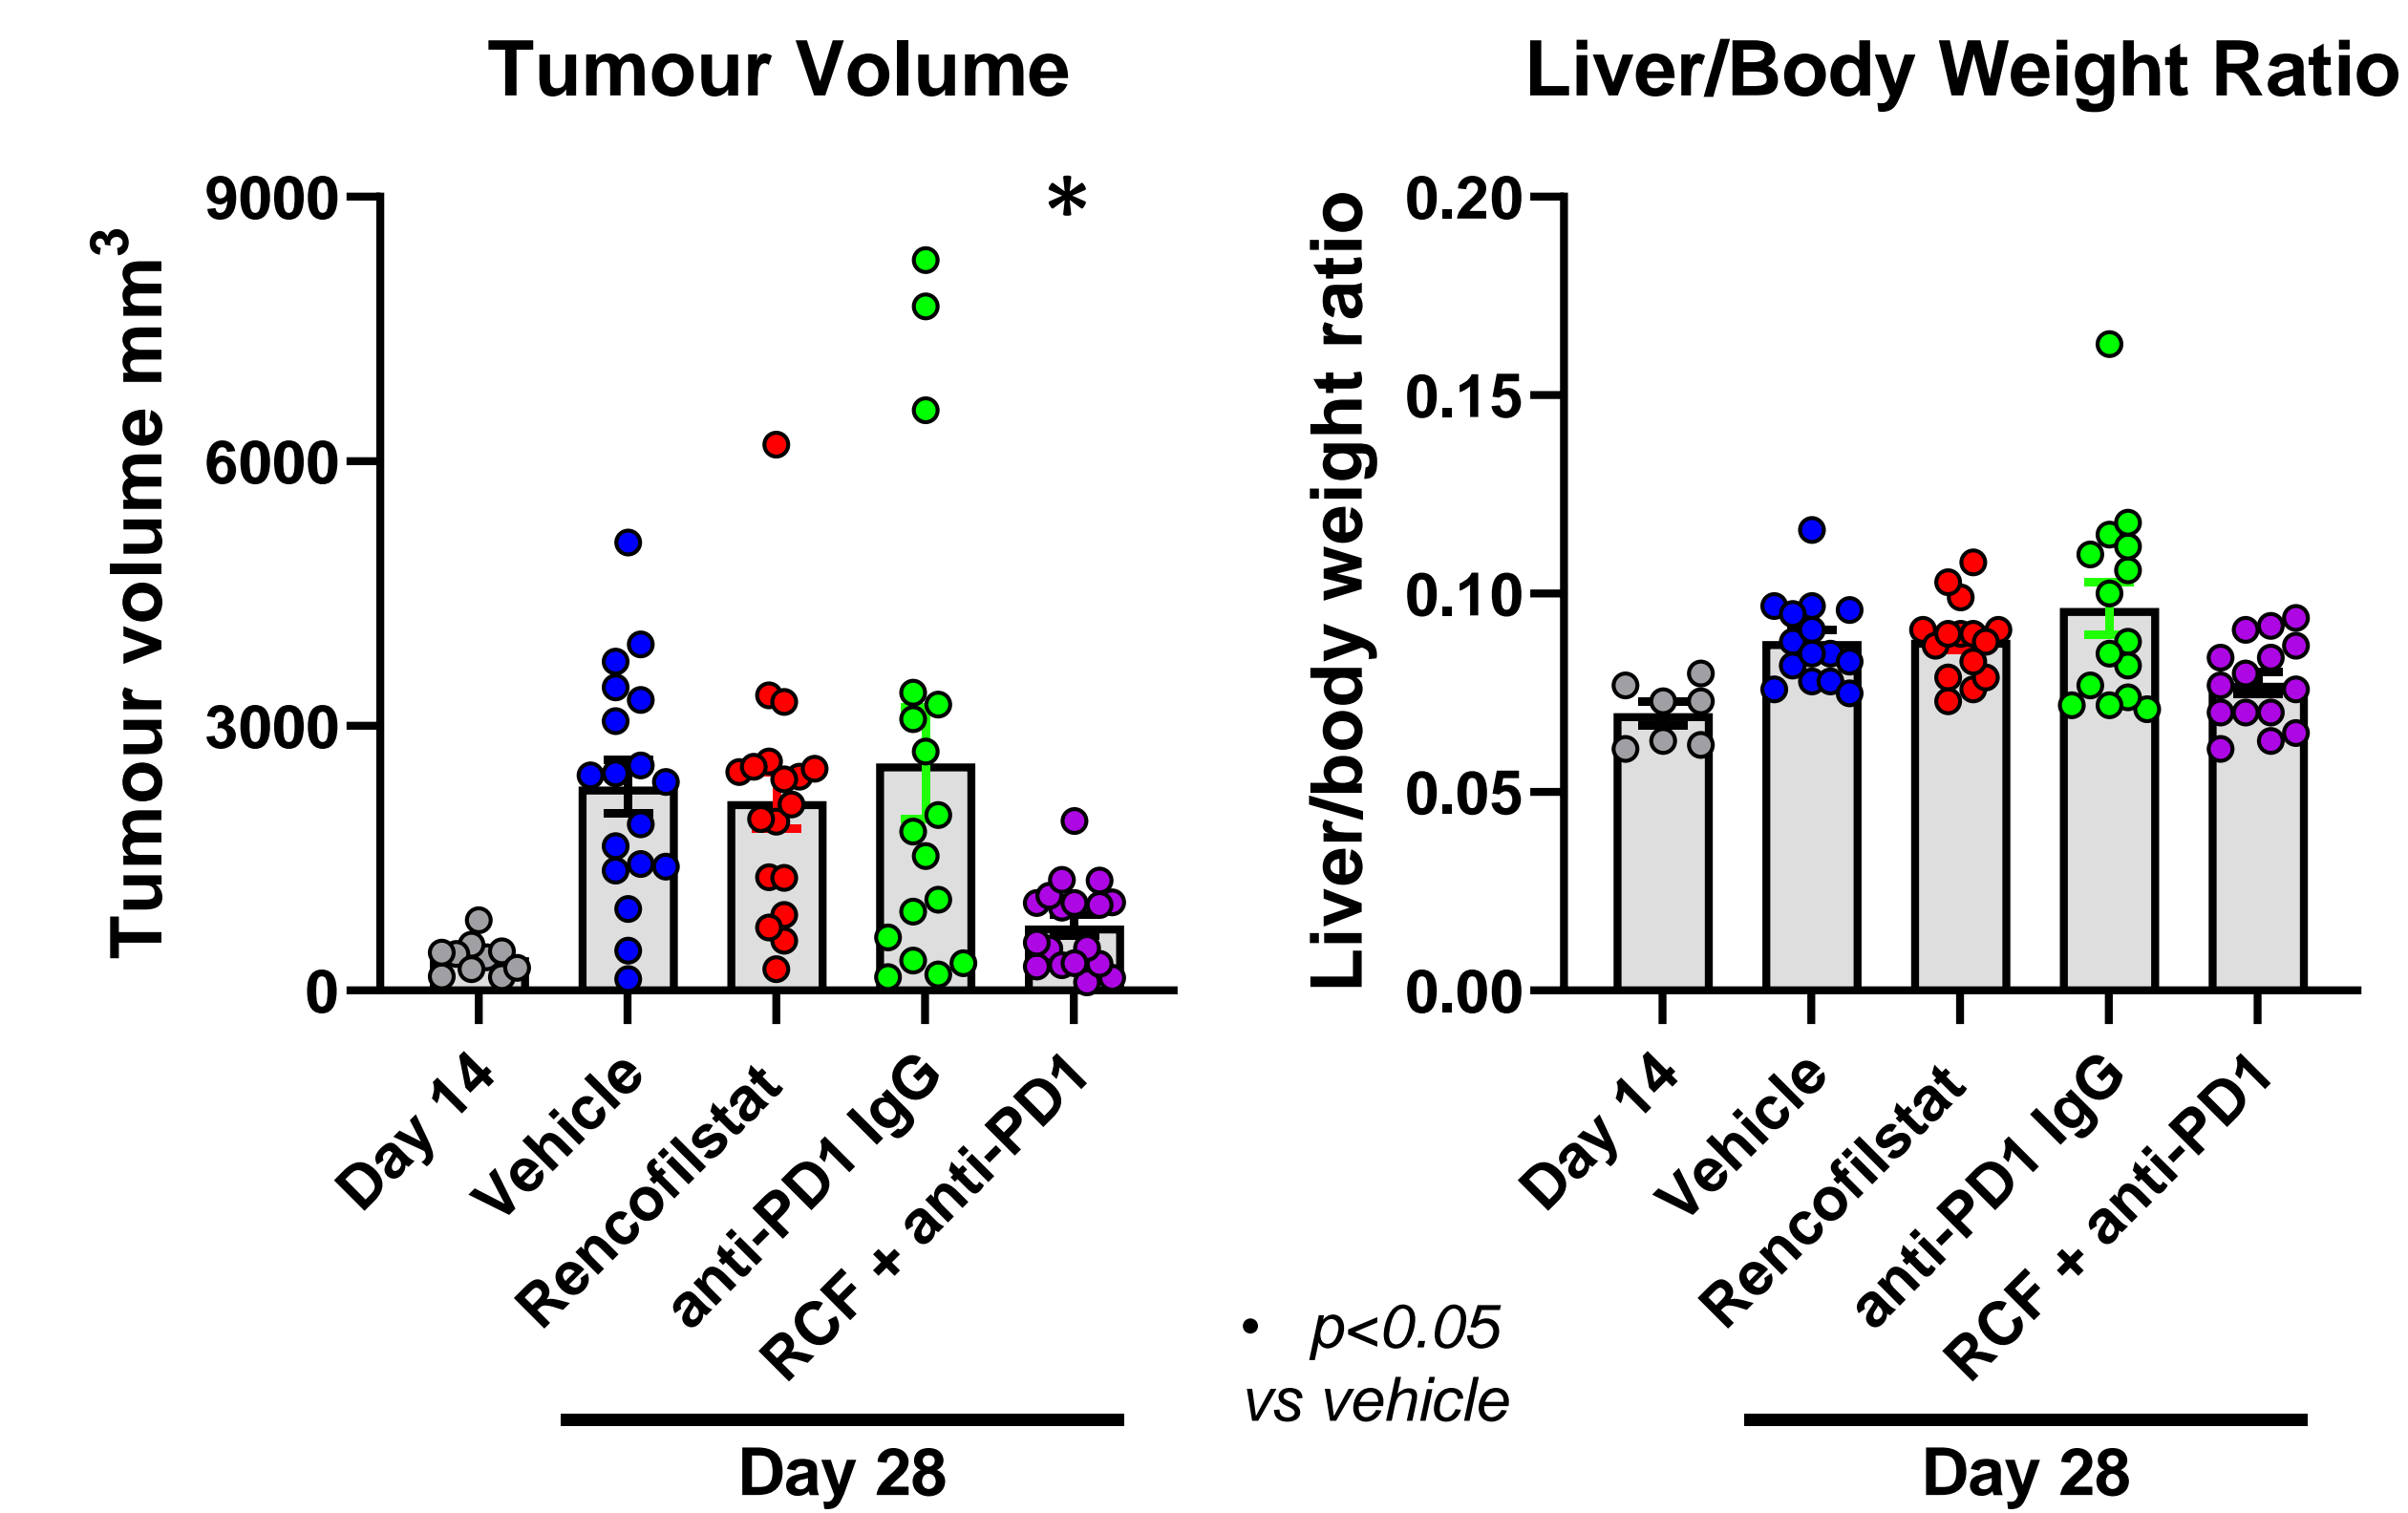 Tumour Volume
Tumour volume mm³
9000
6000
3000
0
*
Day 14
Vehicle
Rencofilstat
anti-PD1 IgG
RCF + anti-PD1
Day 28
• p<0.05
vs vehicle
Liver/Body Weight Ratio
Liver/body weight ratio
0.20
0.15
0.10
0.05
0.00
Day 14
Vehicle
Rencofilstat
anti-PD1 IgG
RCF + anti-PD1
Day 28